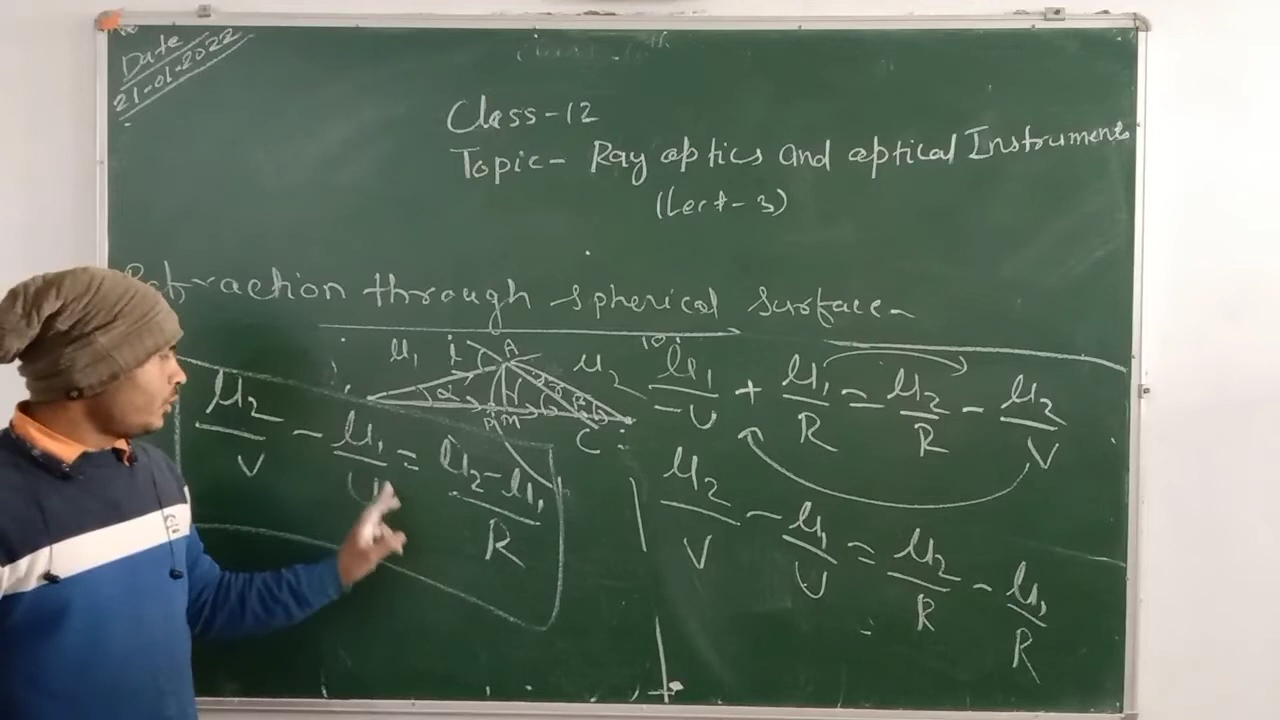 Date
21-01-2022
Class-12
Topic- Ray optics and optical Instruments
(Lect-3)
Refraction through spherical surface-
μ₁ i A μ₂
α M C
μ₁/-u + μ₁/R = μ₂/R - μ₂/v
μ₂/v - μ₁/u = μ₂-μ₁/R
μ₂/v - μ₁/u = μ₂/R - μ₁/R